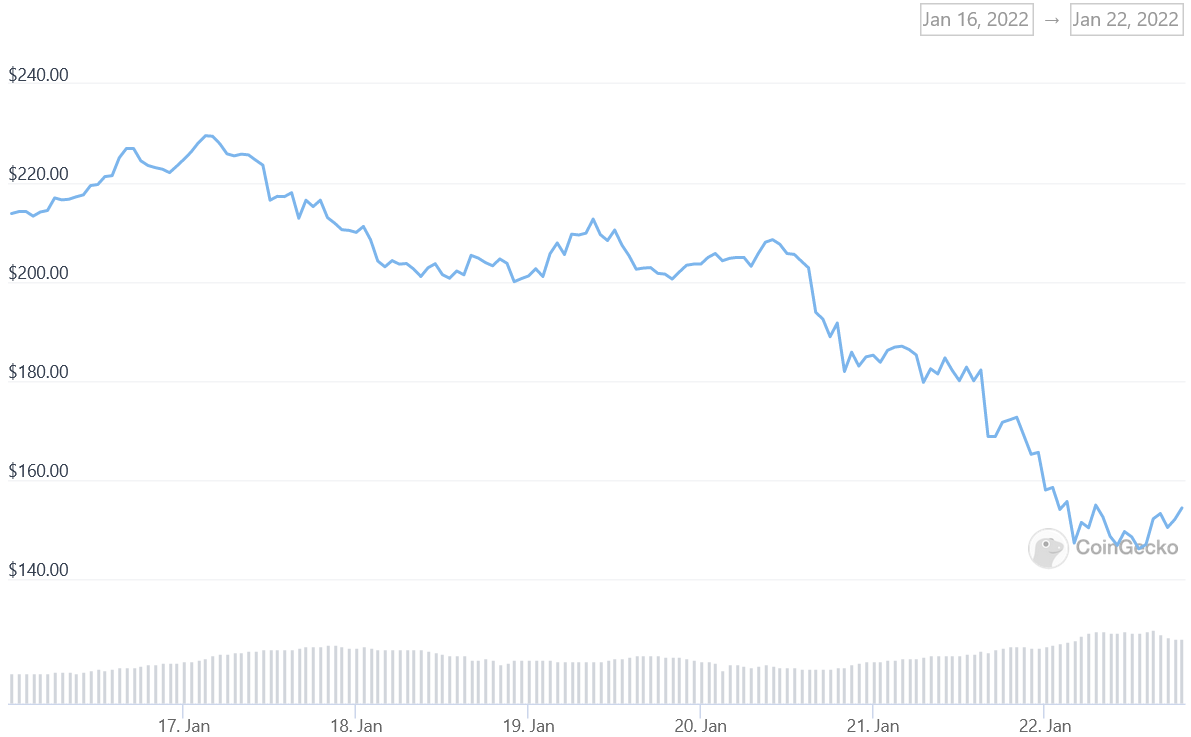 Jan 16, 2022 → Jan 22, 2022
$240.00
$220.00
$200.00
$180.00
$160.00
CoinGecko
$140.00
17. Jan 18. Jan 19. Jan 20. Jan 21. Jan 22. Jan